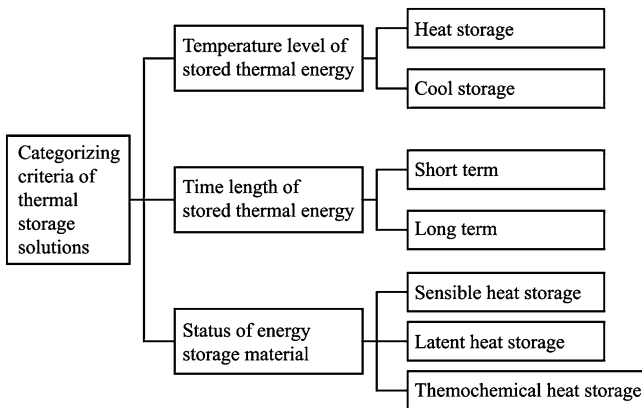 Categorizing
criteria of
thermal
storage
solutions
Temperature level of
stored thermal energy
Heat storage
Cool storage
Time length of
stored thermal energy
Short term
Long term
Status of energy
storage material
Sensible heat storage
Latent heat storage
Themochemical heat storage